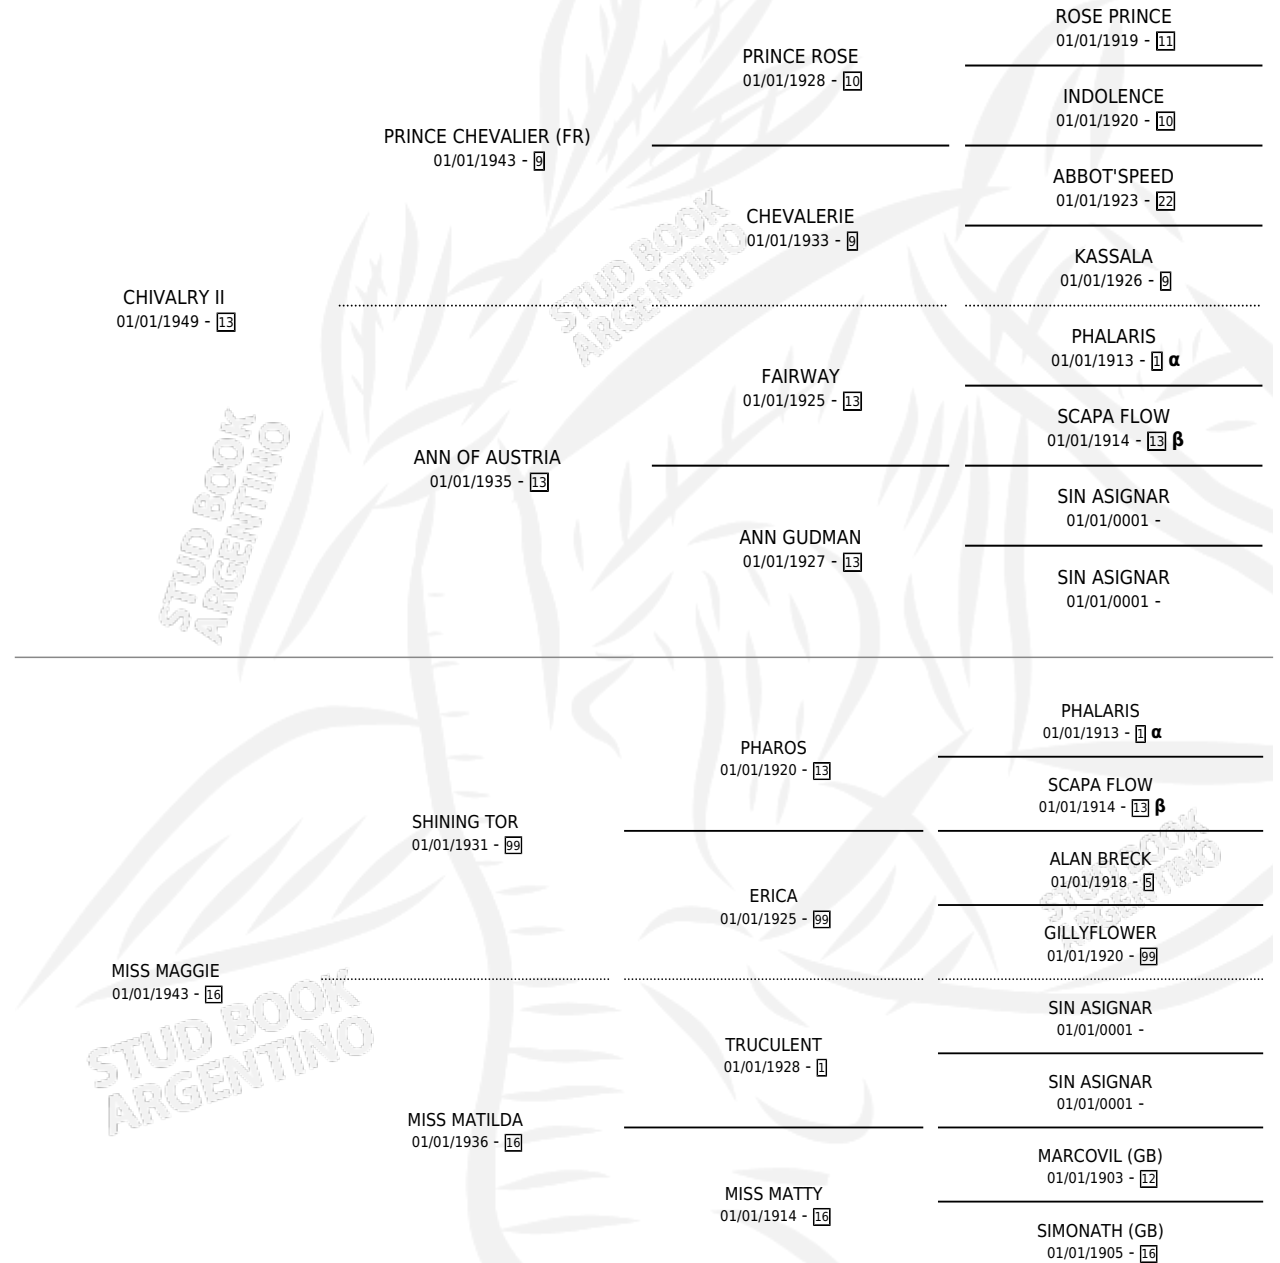 ROSE PRINCE
01/01/1919 - 11
PRINCE ROSE
01/01/1928 - 10
INDOLENCE
01/01/1920 - 10
PRINCE CHEVALIER (FR)
01/01/1943 - 9
ABBOT'SPEED
01/01/1923 - 22
CHEVALERIE
01/01/1933 - 9
KASSALA
01/01/1926 - 9
CHIVALRY II
01/01/1949 - 13
PHALARIS
01/01/1913 - 1 α
FAIRWAY
01/01/1925 - 13
SCAPA FLOW
01/01/1914 - 13 β
ANN OF AUSTRIA
01/01/1935 - 13
SIN ASIGNAR
01/01/0001 -
ANN GUDMAN
01/01/1927 - 13
SIN ASIGNAR
01/01/0001 -
STUD BOOK
ARGENTINO
STUD BOOK
ARGENTINO
PHALARIS
01/01/1913 - 1 α
PHAROS
01/01/1920 - 13
SCAPA FLOW
01/01/1914 - 13 β
SHINING TOR
01/01/1931 - 99
ALAN BRECK
01/01/1918 - 5
ERICA
01/01/1925 - 99
GILLYFLOWER
01/01/1920 - 99
MISS MAGGIE
01/01/1943 - 16
SIN ASIGNAR
01/01/0001 -
TRUCULENT
01/01/1928 - 1
SIN ASIGNAR
01/01/0001 -
MISS MATILDA
01/01/1936 - 16
MARCOVIL (GB)
01/01/1903 - 12
MISS MATTY
01/01/1914 - 16
SIMONATH (GB)
01/01/1905 - 16
STUD BOOK
ARGENTINO
STUD BOOK
ARGENTINO